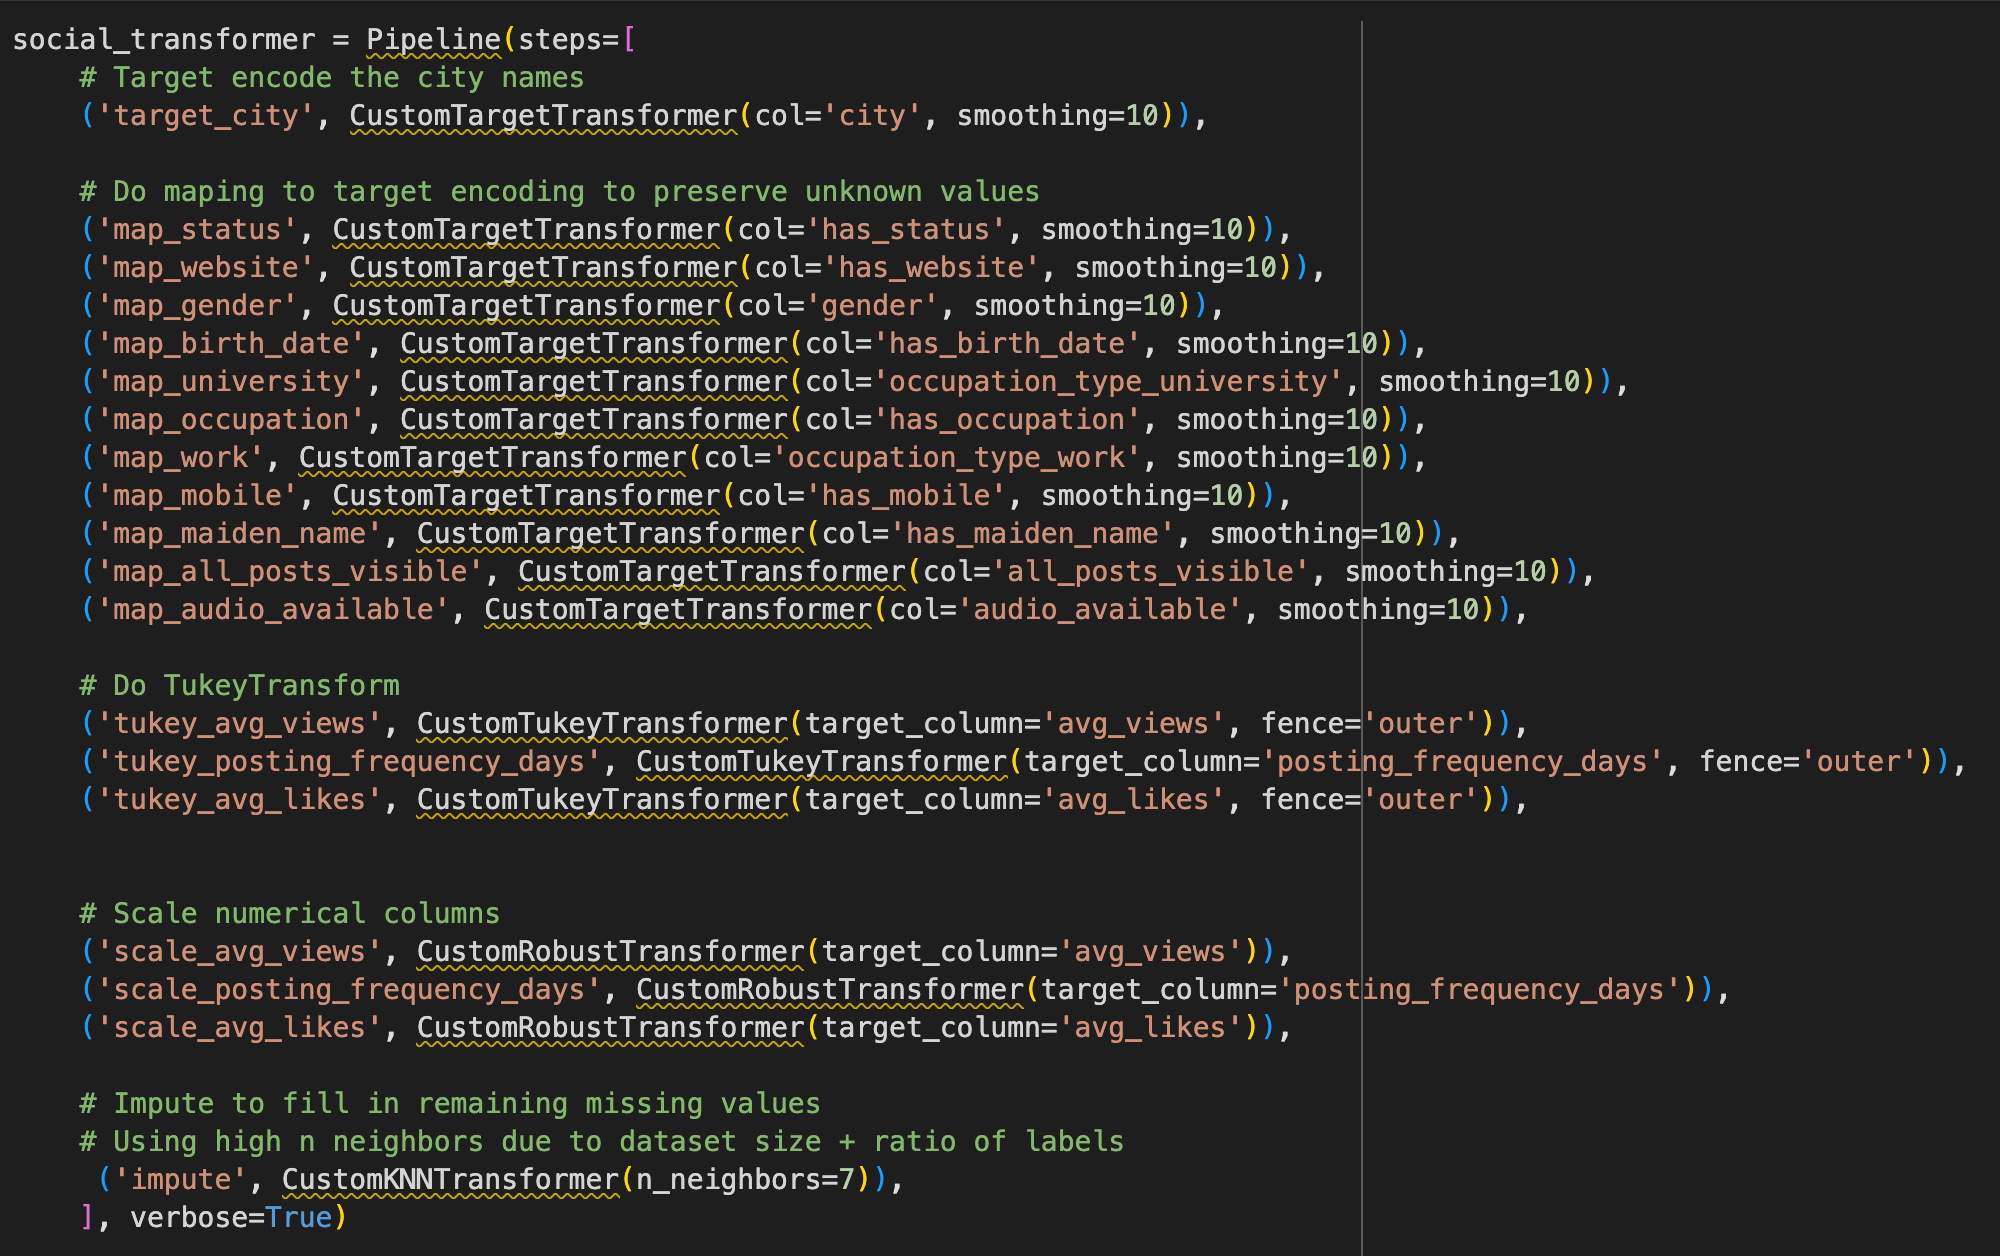 social_transformer = Pipeline(steps=[
    # Target encode the city names
    ('target_city', CustomTargetTransformer(col='city', smoothing=10)),

    # Do maping to target encoding to preserve unknown values
    ('map_status', CustomTargetTransformer(col='has_status', smoothing=10)),
    ('map_website', CustomTargetTransformer(col='has_website', smoothing=10)),
    ('map_gender', CustomTargetTransformer(col='gender', smoothing=10)),
    ('map_birth_date', CustomTargetTransformer(col='has_birth_date', smoothing=10)),
    ('map_university', CustomTargetTransformer(col='occupation_type_university', smoothing=10)),
    ('map_occupation', CustomTargetTransformer(col='has_occupation', smoothing=10)),
    ('map_work', CustomTargetTransformer(col='occupation_type_work', smoothing=10)),
    ('map_mobile', CustomTargetTransformer(col='has_mobile', smoothing=10)),
    ('map_maiden_name', CustomTargetTransformer(col='has_maiden_name', smoothing=10)),
    ('map_all_posts_visible', CustomTargetTransformer(col='all_posts_visible', smoothing=10)),
    ('map_audio_available', CustomTargetTransformer(col='audio_available', smoothing=10)),

    # Do TukeyTransform
    ('tukey_avg_views', CustomTukeyTransformer(target_column='avg_views', fence='outer')),
    ('tukey_posting_frequency_days', CustomTukeyTransformer(target_column='posting_frequency_days', fence='outer')),
    ('tukey_avg_likes', CustomTukeyTransformer(target_column='avg_likes', fence='outer')),

    # Scale numerical columns
    ('scale_avg_views', CustomRobustTransformer(target_column='avg_views')),
    ('scale_posting_frequency_days', CustomRobustTransformer(target_column='posting_frequency_days')),
    ('scale_avg_likes', CustomRobustTransformer(target_column='avg_likes')),

    # Impute to fill in remaining missing values
    # Using high n neighbors due to dataset size + ratio of labels
     ('impute', CustomKNNTransformer(n_neighbors=7)),
    ], verbose=True)